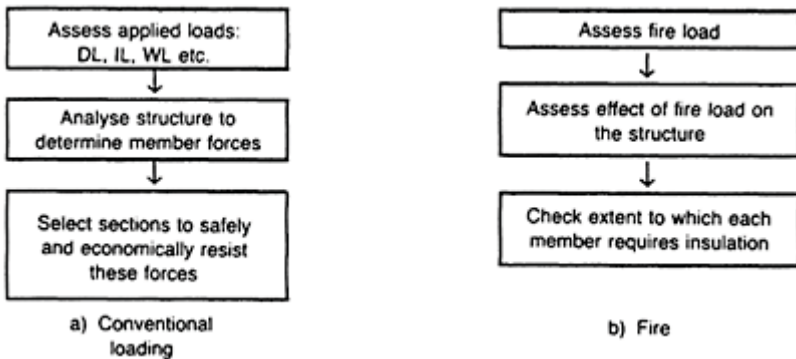 Assess applied loads:
DL, IL, WL etc.
Analyse structure to
determine member forces
Select sections to safely
and economically resist
these forces
a) Conventional
loading
Assess fire load
Assess effect of fire load on
the structure
Check extent to which each
member requires insulation
b) Fire